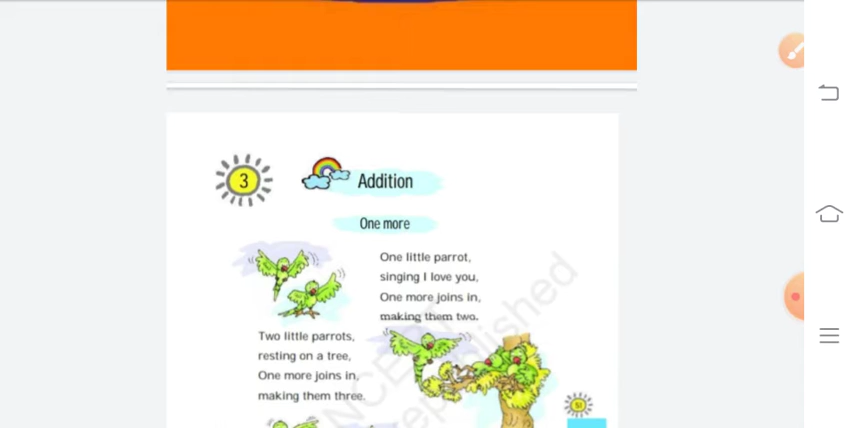 3
Addition
One more
One little parrot,
singing I love you,
One more joins in,
making them two.
Two little parrots,
resting on a tree,
One more joins in,
making them three.
51